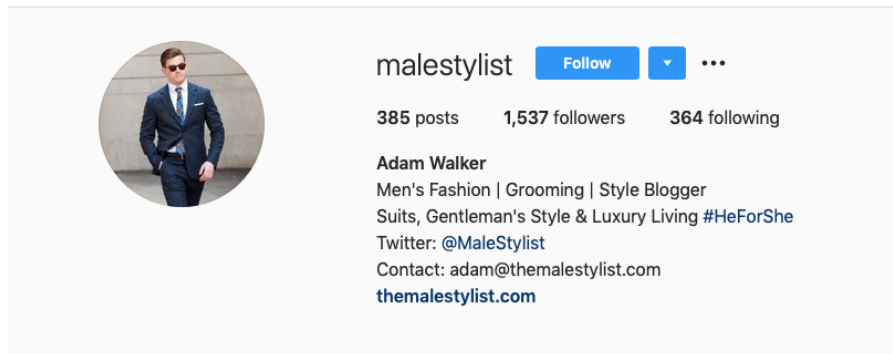 malestylist Follow
385 posts 1,537 followers 364 following
Adam Walker
Men's Fashion | Grooming | Style Blogger
Suits, Gentleman's Style & Luxury Living #HeForShe
Twitter: @MaleStylist
Contact: adam@themalestylist.com
themalestylist.com